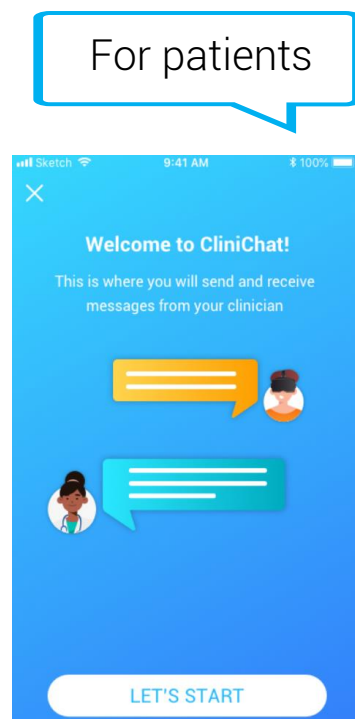 For patients
Sketch 9:41 AM 100%
Welcome to CliniChat!
This is where you will send and receive
messages from your clinician
LET'S START